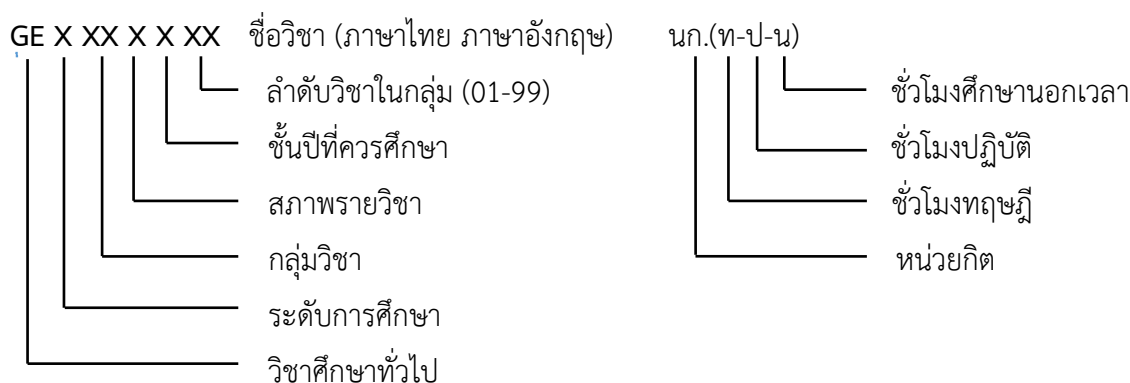 GE X XX X X XX ชื่อวิชา (ภาษาไทย ภาษาอังกฤษ) นก.(ท-ป-น)
ลำดับวิชาในกลุ่ม (01-99) ชั่วโมงศึกษานอกเวลา
ชั้นปีที่ควรศึกษา ชั่วโมงปฏิบัติ
สภาพรายวิชา ชั่วโมงทฤษฎี
กลุ่มวิชา หน่วยกิต
ระดับการศึกษา
วิชาศึกษาทั่วไป